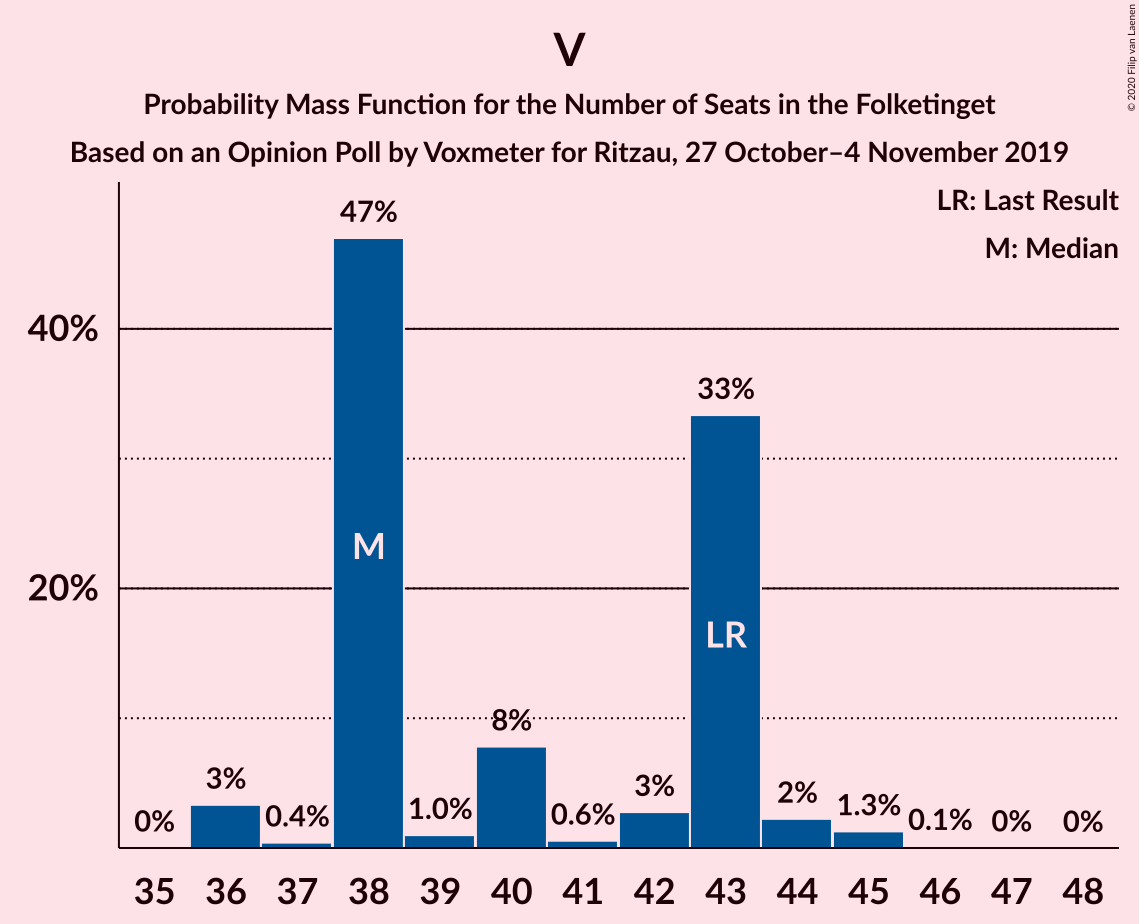 V
Probability Mass Function for the Number of Seats in the Folketinget
Based on an Opinion Poll by Voxmeter for Ritzau, 27 October–4 November 2019
© 2020 Filip van Laenen
LR: Last Result
M: Median
40%
20%
0%
3%
0.4%
47%
1.0%
8%
0.6%
3%
33%
2%
1.3%
0.1%
0%
0%
M
LR
35 36 37 38 39 40 41 42 43 44 45 46 47 48